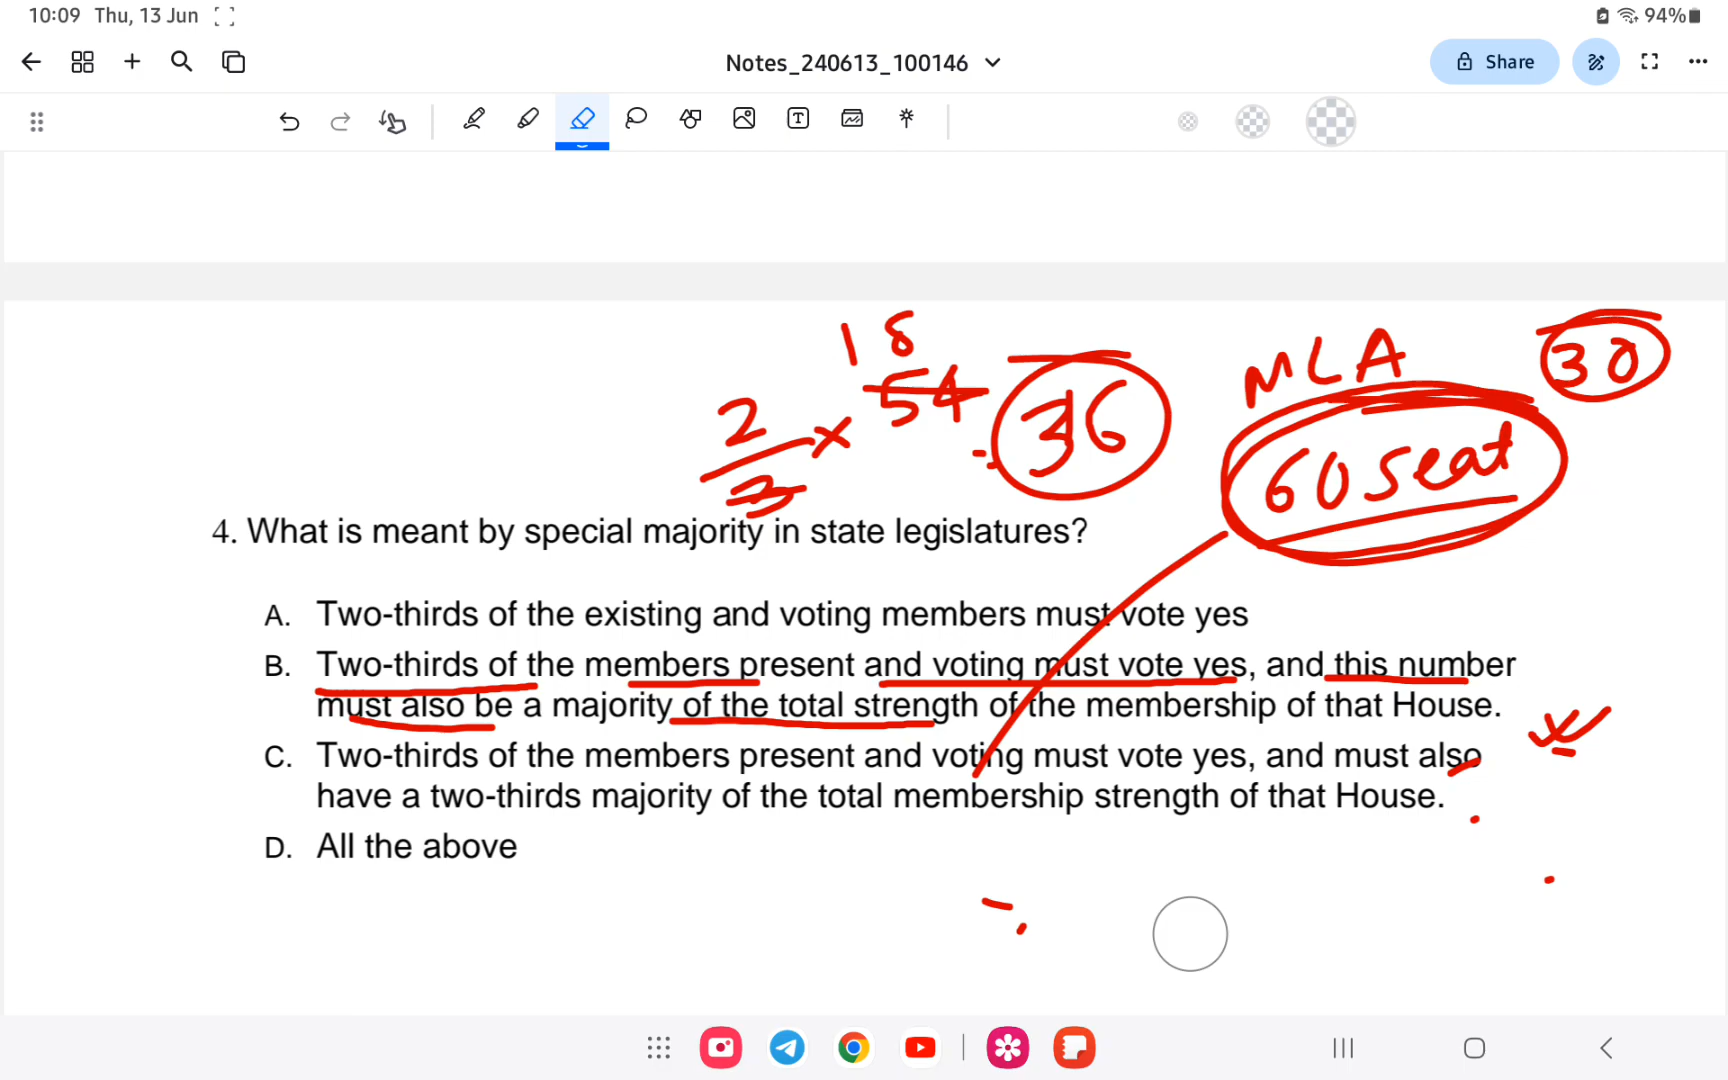 10:09 Thu, 13 Jun 94%
Notes_240613_100146
Share
18
2/3 × 54 = 36
MLA
30
60 seat
4. What is meant by special majority in state legislatures?
A. Two-thirds of the existing and voting members must vote yes
B. Two-thirds of the members present and voting must vote yes, and this number
must also be a majority of the total strength of the membership of that House.
C. Two-thirds of the members present and voting must vote yes, and must also
have a two-thirds majority of the total membership strength of that House.
D. All the above